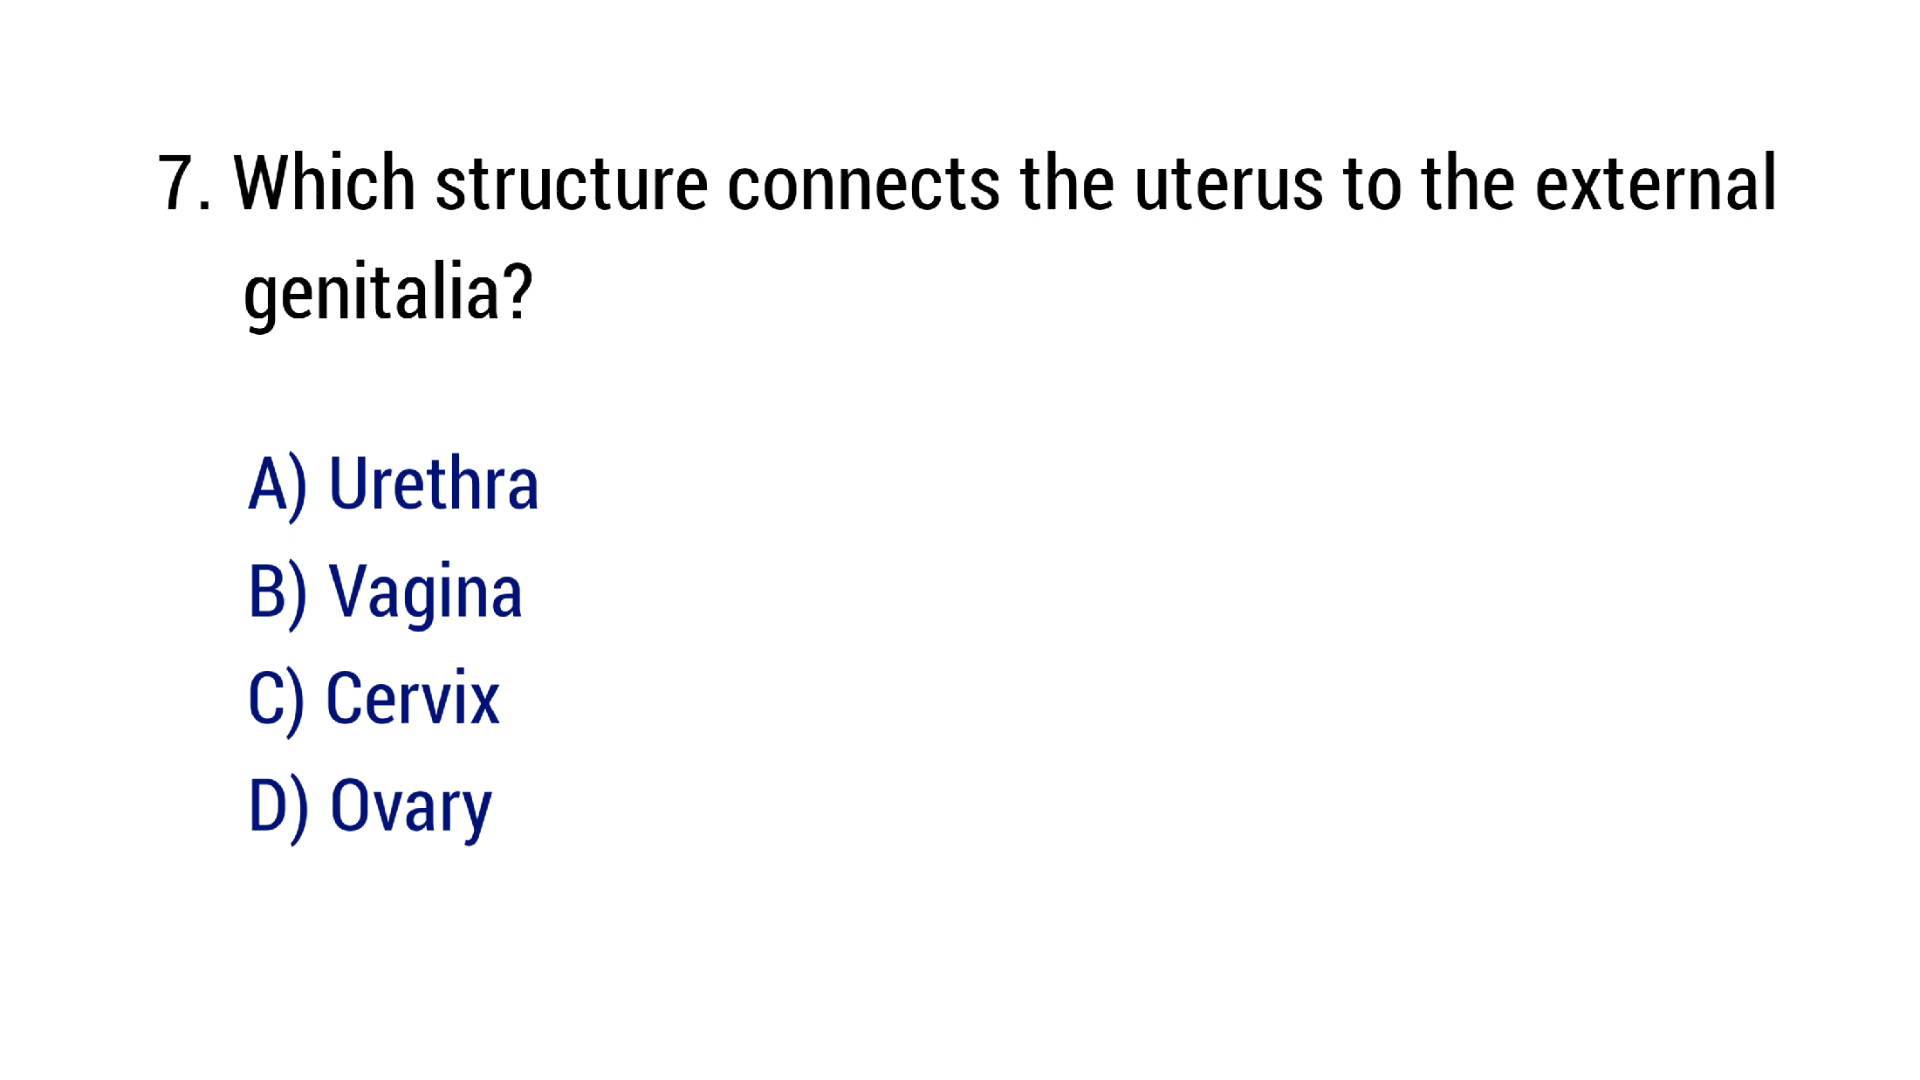 7. Which structure connects the uterus to the external
genitalia?
A) Urethra
B) Vagina
C) Cervix
D) Ovary